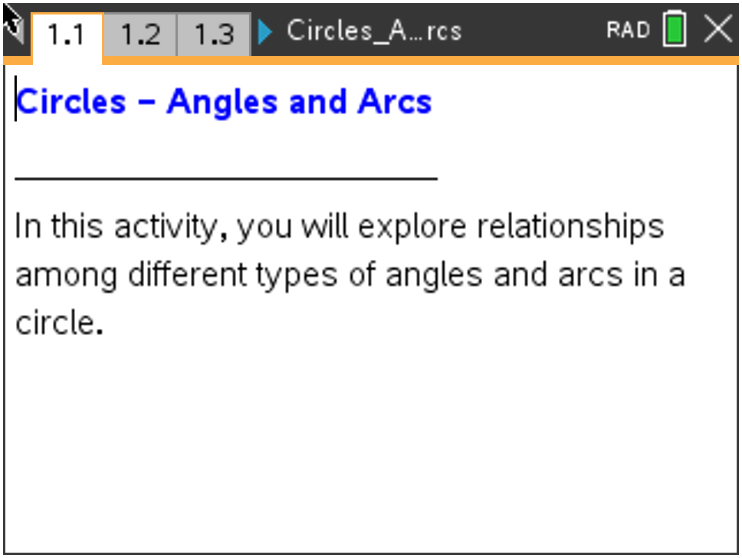 1.1 1.2 1.3 Circles_A...rcs RAD
Circles – Angles and Arcs
In this activity, you will explore relationships
among different types of angles and arcs in a
circle.